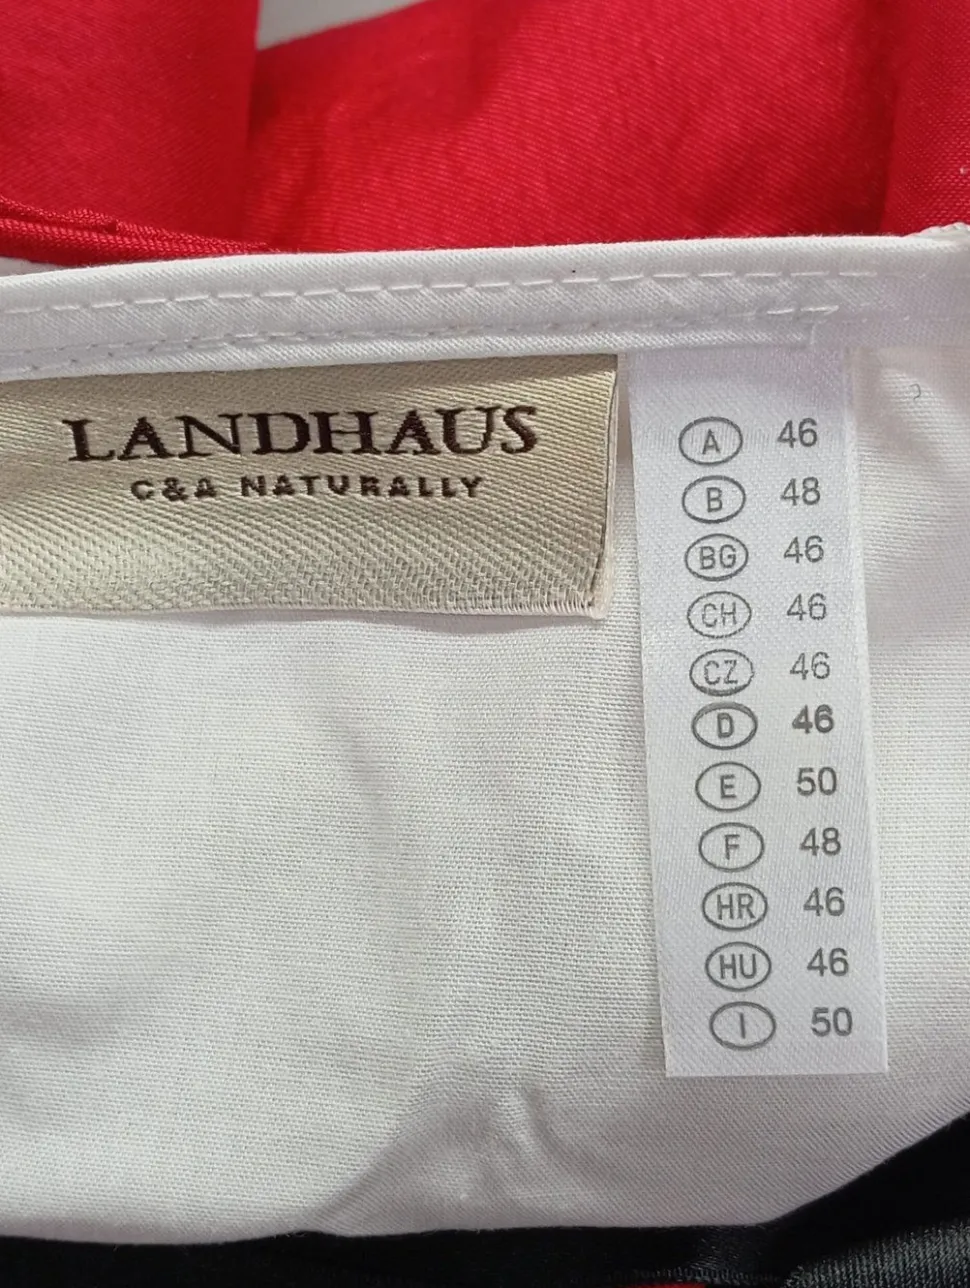 LANDHAUS
C&A NATURALLY
A 46
B 48
BG 46
CH 46
CZ 46
D 46
E 50
F 48
HR 46
HU 46
I 50